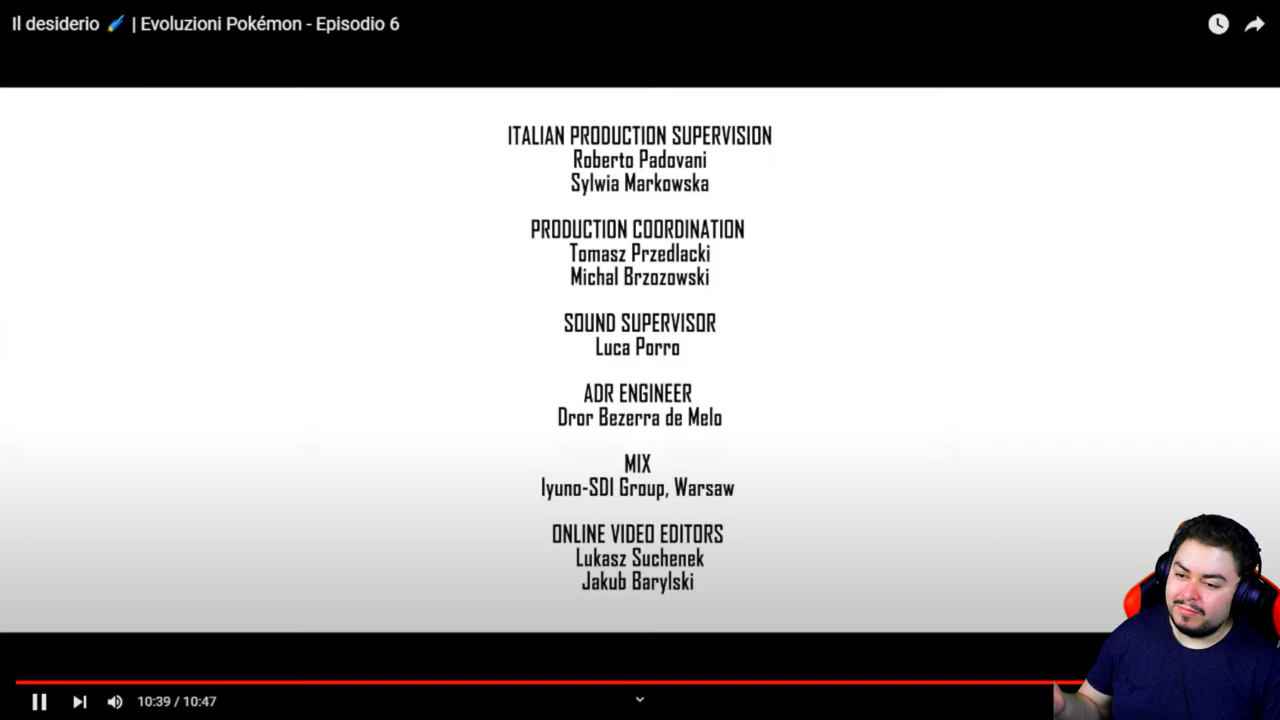 Il desiderio | Evoluzioni Pokémon - Episodio 6
ITALIAN PRODUCTION SUPERVISION
Roberto Padovani
Sylwia Markowska
PRODUCTION COORDINATION
Tomasz Przedlacki
Michal Brzozowski
SOUND SUPERVISOR
Luca Porro
ADR ENGINEER
Dror Bezerra de Melo
MIX
Iyuno-SDI Group, Warsaw
ONLINE VIDEO EDITORS
Lukasz Suchenek
Jakub Barylski
10:39 / 10:47